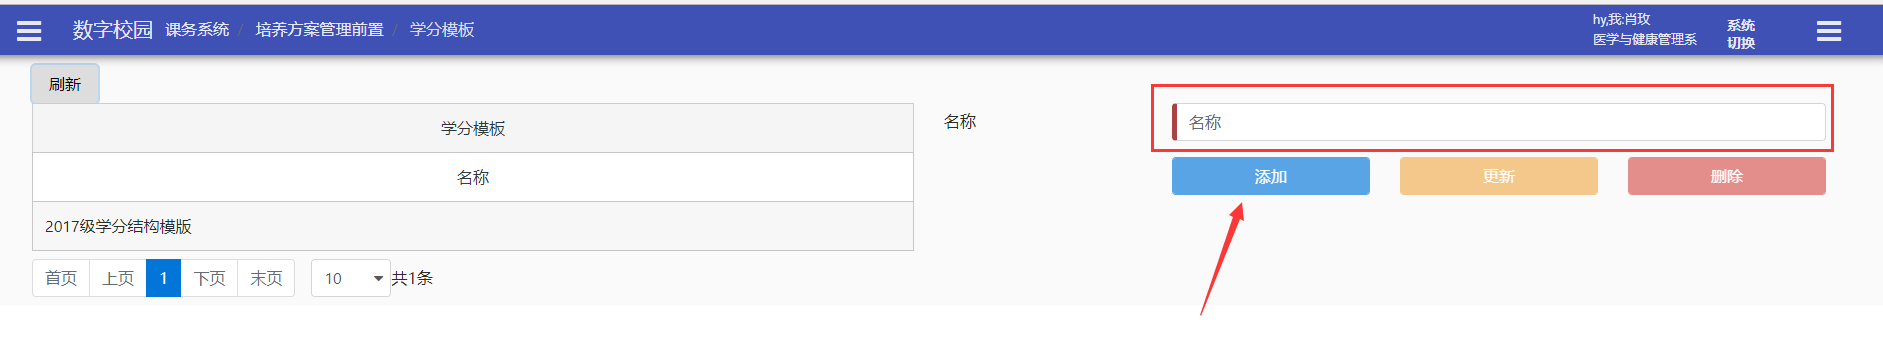 数字校园 课务系统 / 培养方案管理前置 / 学分模板
hy,我:肖玫
医学与健康管理系
系统
切换
刷新
学分模板
名称
2017级学分结构模版
首页 上页 1 下页 末页 10 共1条
名称 名称
添加 更新 删除